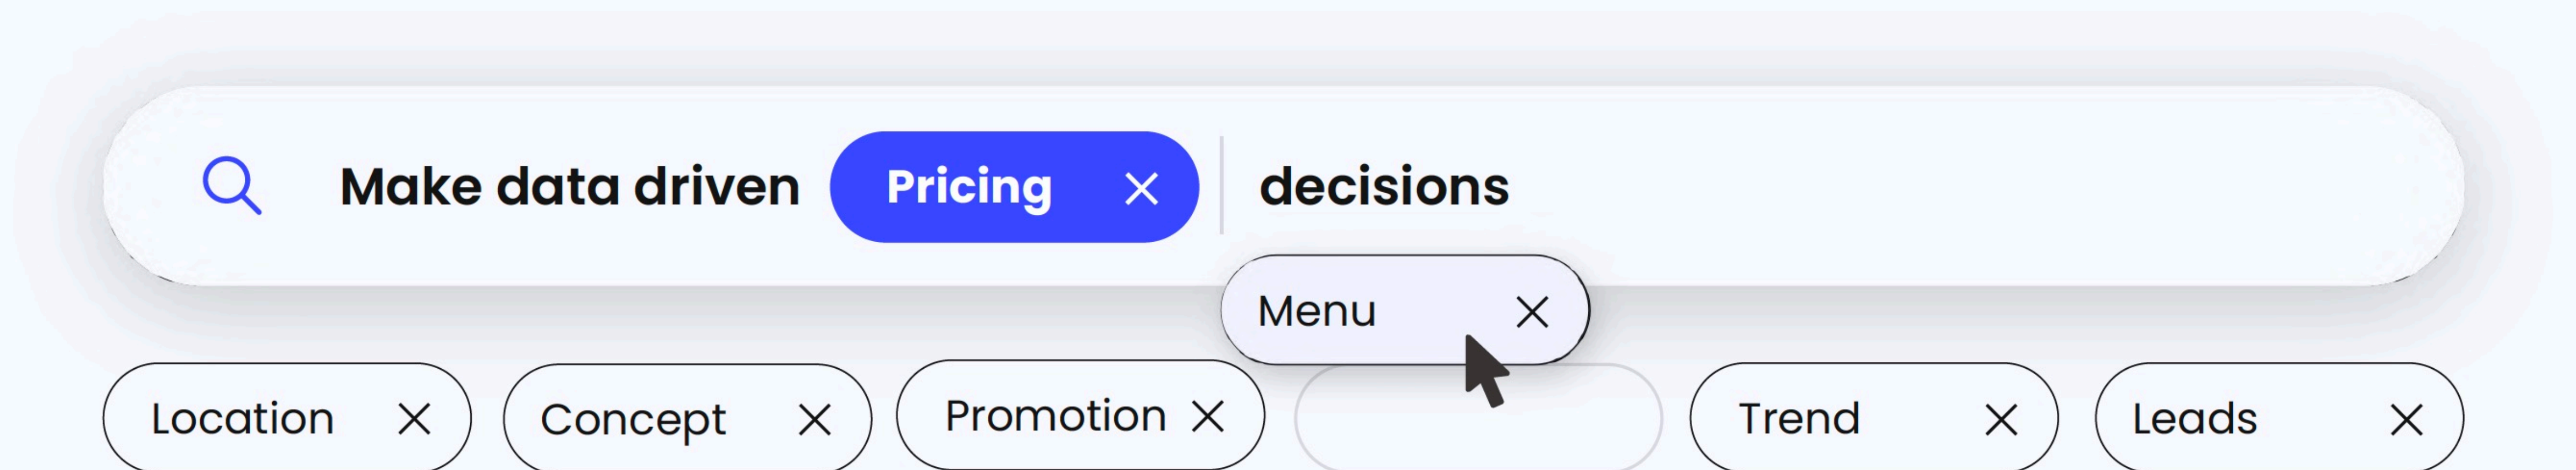 Make data driven Pricing decisions
Menu
Location Concept Promotion Trend Leads